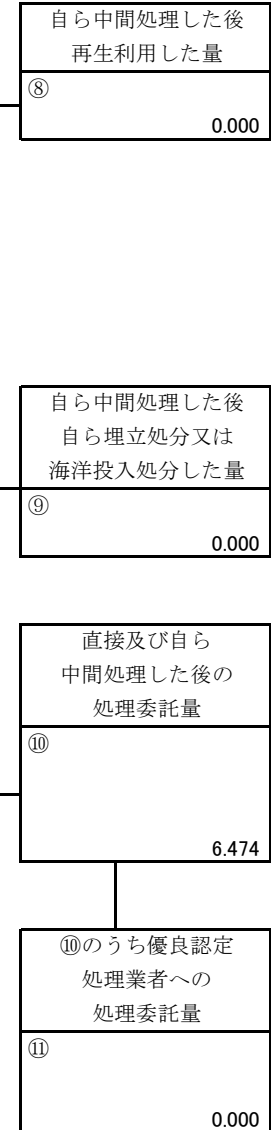 自ら中間処理した後
再生利用した量
⑧
0.000
自ら中間処理した後
自ら埋立処分又は
海洋投入処分した量
⑨
0.000
直接及び自ら
中間処理した後の
処理委託量
⑩
6.474
⑩のうち優良認定
処理業者への
処理委託量
⑪
0.000